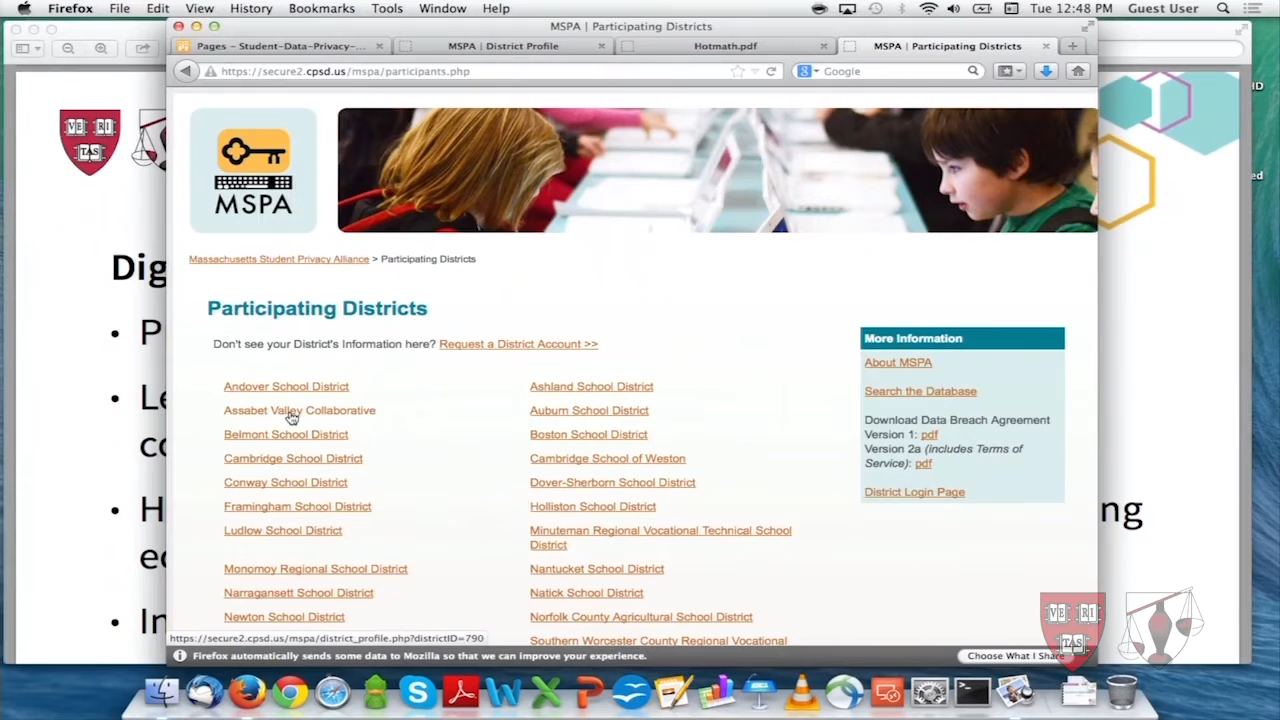 Firefox File Edit View History Bookmarks Tools Window Help Tue 12:48 PM Guest User
MSPA | Participating Districts
Pages – Student-Data-Privacy-... MSPA | District Profile Hotmath.pdf MSPA | Participating Districts
https://secure2.cpsd.us/mspa/participants.php Google
VE RI
TAS
MSPA
Massachusetts Student Privacy Alliance > Participating Districts
Participating Districts
Don't see your District's Information here? Request a District Account >>
Andover School District Ashland School District
Assabet Valley Collaborative Auburn School District
Belmont School District Boston School District
Cambridge School District Cambridge School of Weston
Conway School District Dover-Sherborn School District
Framingham School District Holliston School District
Ludlow School District Minuteman Regional Vocational Technical School
District
Monomoy Regional School District Nantucket School District
Narragansett School District Natick School District
Newton School District Norfolk County Agricultural School District
Southern Worcester County Regional Vocational
More Information
About MSPA
Search the Database
Download Data Breach Agreement
Version 1: pdf
Version 2a (includes Terms of
Service): pdf
District Login Page
Dig
• P
• Le
co
• H
ng
ec
• In
https://secure2.cpsd.us/mspa/district_profile.php?districtID=790
Firefox automatically sends some data to Mozilla so that we can improve your experience. Choose What I Share
VE RI
TAS